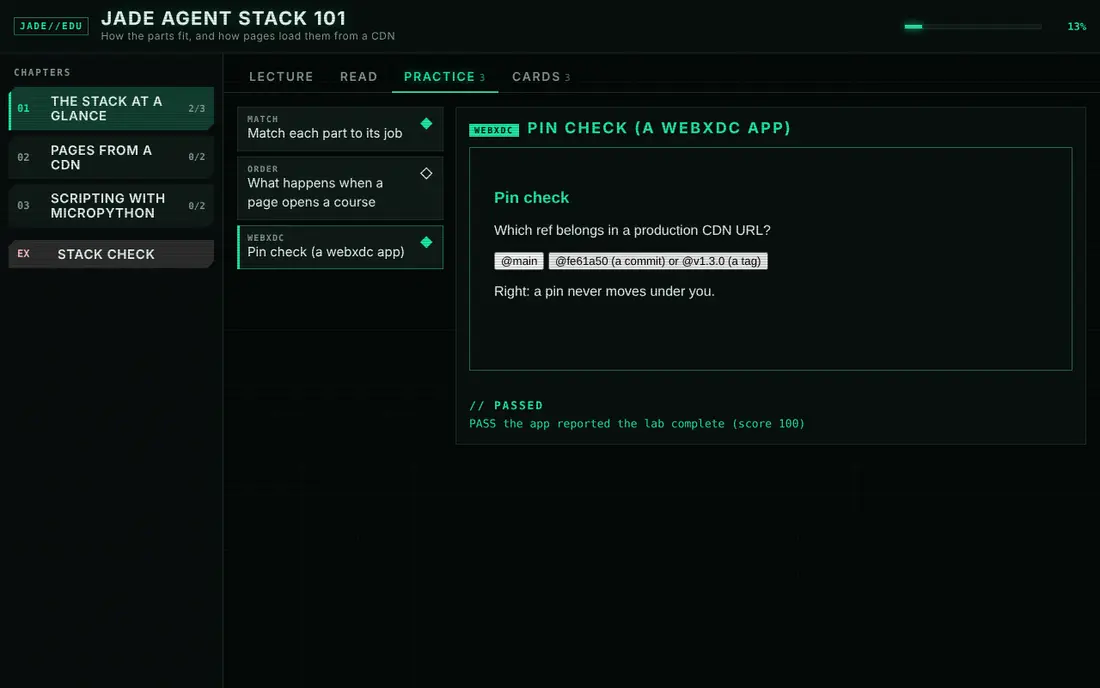 JADE//EDU
JADE AGENT STACK 101
How the parts fit, and how pages load them from a CDN
13%
CHAPTERS
01
THE STACK AT A
GLANCE
2/3
02
PAGES FROM A
CDN
0/2
03
SCRIPTING WITH
MICROPYTHON
0/2
EX
STACK CHECK
LECTURE
READ
PRACTICE 3
CARDS 3
MATCH
Match each part to its job
ORDER
What happens when a
page opens a course
WEBXDC
Pin check (a webxdc app)
WEBXDC PIN CHECK (A WEBXDC APP)
Pin check
Which ref belongs in a production CDN URL?
@main
@fe61a50 (a commit) or @v1.3.0 (a tag)
Right: a pin never moves under you.
// PASSED
PASS the app reported the lab complete (score 100)